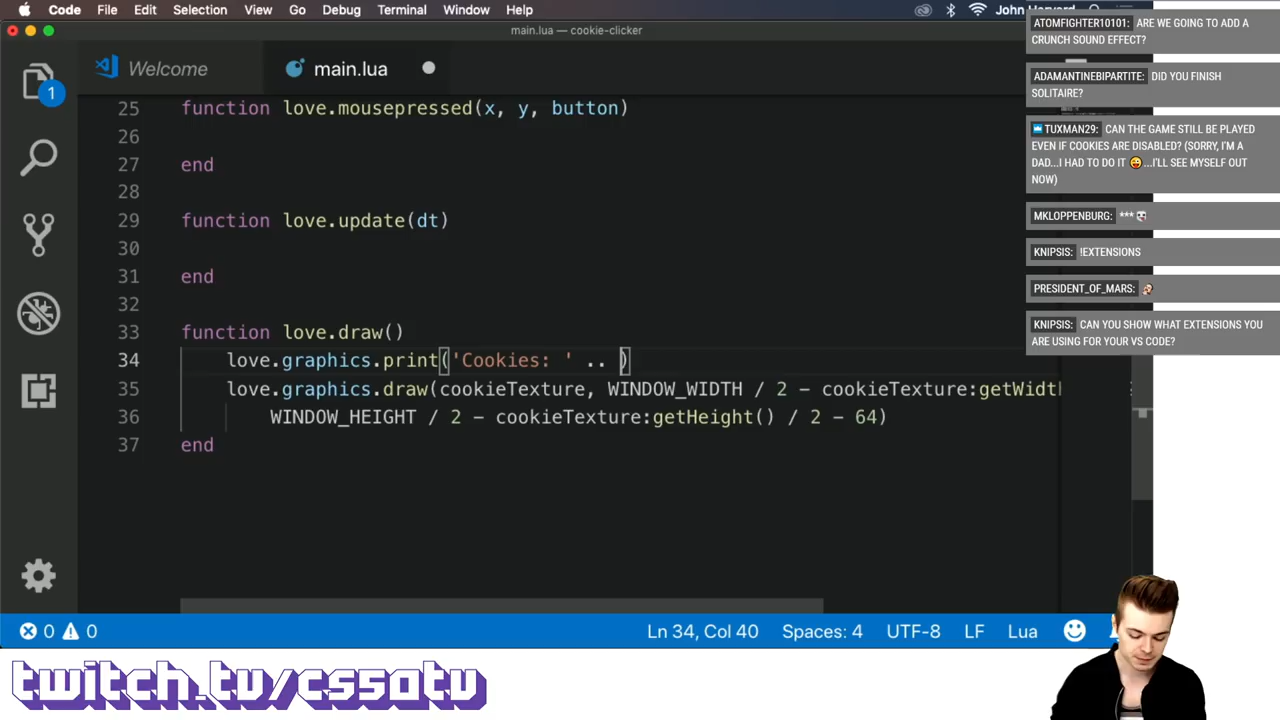 Code File Edit Selection View Go Debug Terminal Window Help
main.lua — cookie-clicker
1
Welcome
main.lua
25 function love.mousepressed(x, y, button)
26
27 end
28
29 function love.update(dt)
30
31 end
32
33 function love.draw()
34 love.graphics.print('Cookies: ' .. )
35 love.graphics.draw(cookieTexture, WINDOW_WIDTH / 2 - cookieTexture:getWidth
36 WINDOW_HEIGHT / 2 - cookieTexture:getHeight() / 2 - 64)
37 end
0 0 Ln 34, Col 40 Spaces: 4 UTF-8 LF Lua
ATOMFIGHTER10101: ARE WE GOING TO ADD A
CRUNCH SOUND EFFECT?
ADAMANTINEBIPARTITE: DID YOU FINISH
SOLITAIRE?
TUXMAN29: CAN THE GAME STILL BE PLAYED
EVEN IF COOKIES ARE DISABLED? (SORRY, I'M A
DAD...I HAD TO DO IT 😜...I'LL SEE MYSELF OUT
NOW)
MKLOPPENBURG: ***
KNIPSIS: !EXTENSIONS
PRESIDENT_OF_MARS:
KNIPSIS: CAN YOU SHOW WHAT EXTENSIONS YOU
ARE USING FOR YOUR VS CODE?
twitch.tv/cs50tv